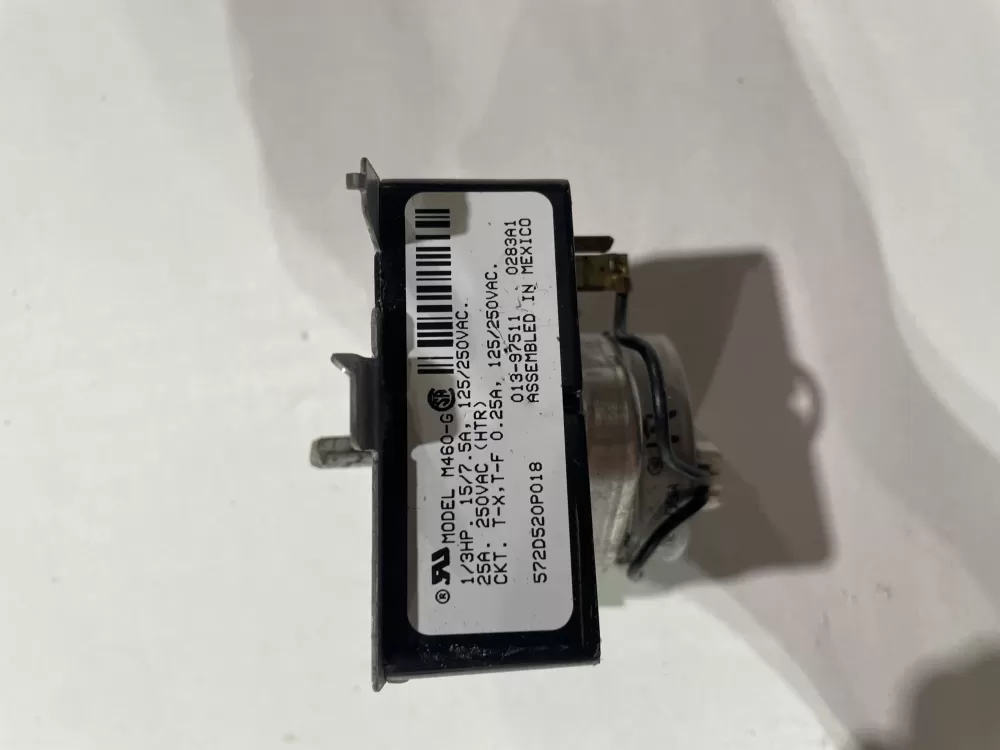 ® MODEL M460-G
1/3HP. 15/7.5A, 125/250VAC.
25A. 250VAC (HTR)
CKT. T-X,T-F 0.25A, 125/250VAC.
013-97511 0283A1
ASSEMBLED IN MEXICO
572D520P018